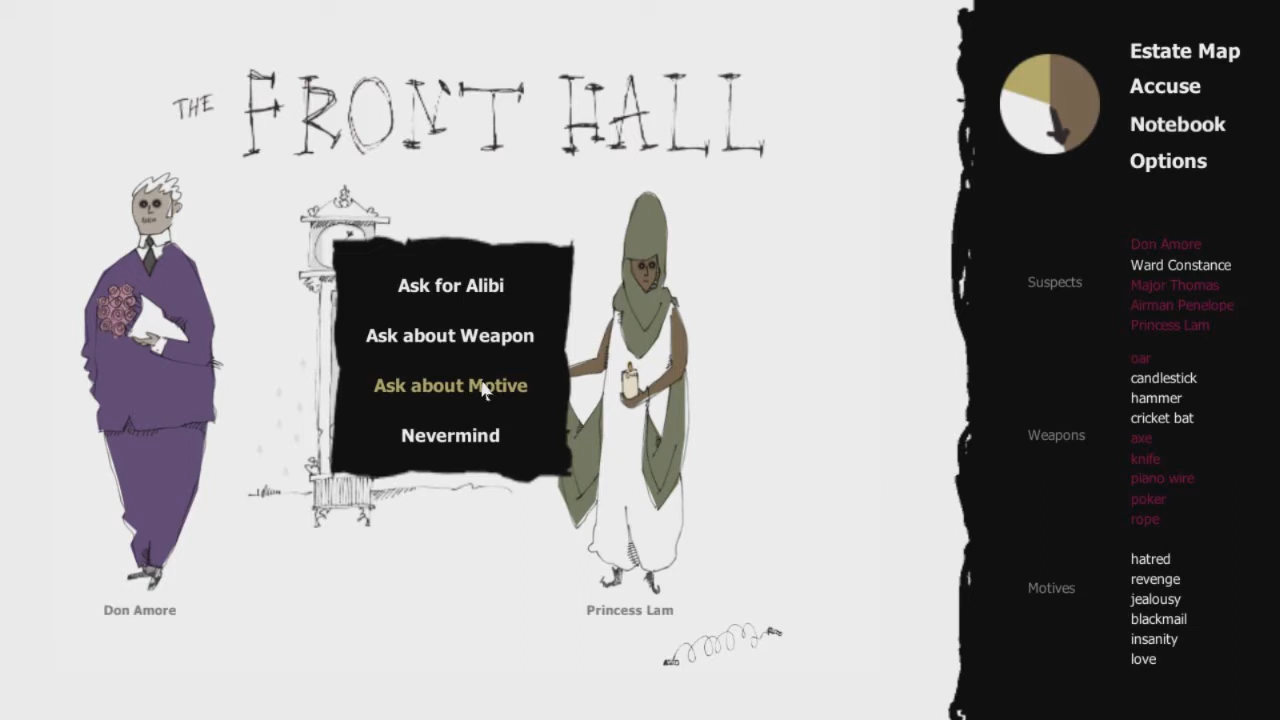 THE FRONT HALL
Ask for Alibi
Ask about Weapon
Ask about Motive
Nevermind
Don Amore
Princess Lam
Estate Map
Accuse
Notebook
Options
Suspects
Don Amore
Ward Constance
Major Thomas
Airman Penelope
Princess Lam
Weapons
oar
candlestick
hammer
cricket bat
axe
knife
piano wire
poker
rope
Motives
hatred
revenge
jealousy
blackmail
insanity
love